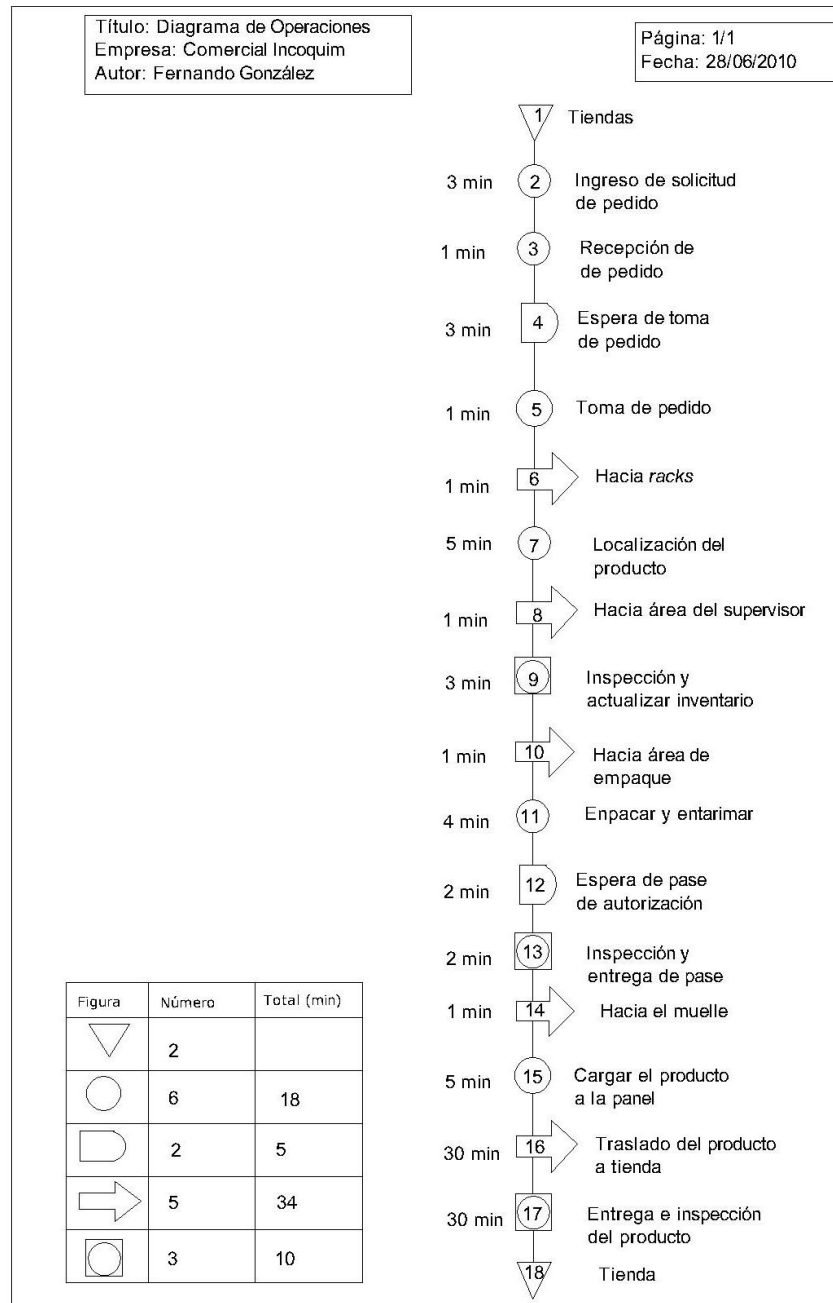 Título: Diagrama de Operaciones
Empresa: Comercial Incoquim
Autor: Fernando González
Página: 1/1
Fecha: 28/06/2010
1 Tiendas
3 min 2 Ingreso de solicitud
de pedido
1 min 3 Recepción de
de pedido
3 min 4 Espera de toma
de pedido
1 min 5 Toma de pedido
1 min 6 Hacia racks
5 min 7 Localización del
producto
1 min 8 Hacia área del supervisor
3 min 9 Inspección y
actualizar inventario
1 min 10 Hacia área de
empaque
4 min 11 Enpacar y entarimar
2 min 12 Espera de pase
de autorización
2 min 13 Inspección y
entrega de pase
1 min 14 Hacia el muelle
5 min 15 Cargar el producto
a la panel
30 min 16 Traslado del producto
a tienda
30 min 17 Entrega e inspección
del producto
18 Tienda
Figura Número Total (min)
2
6 18
2 5
5 34
3 10